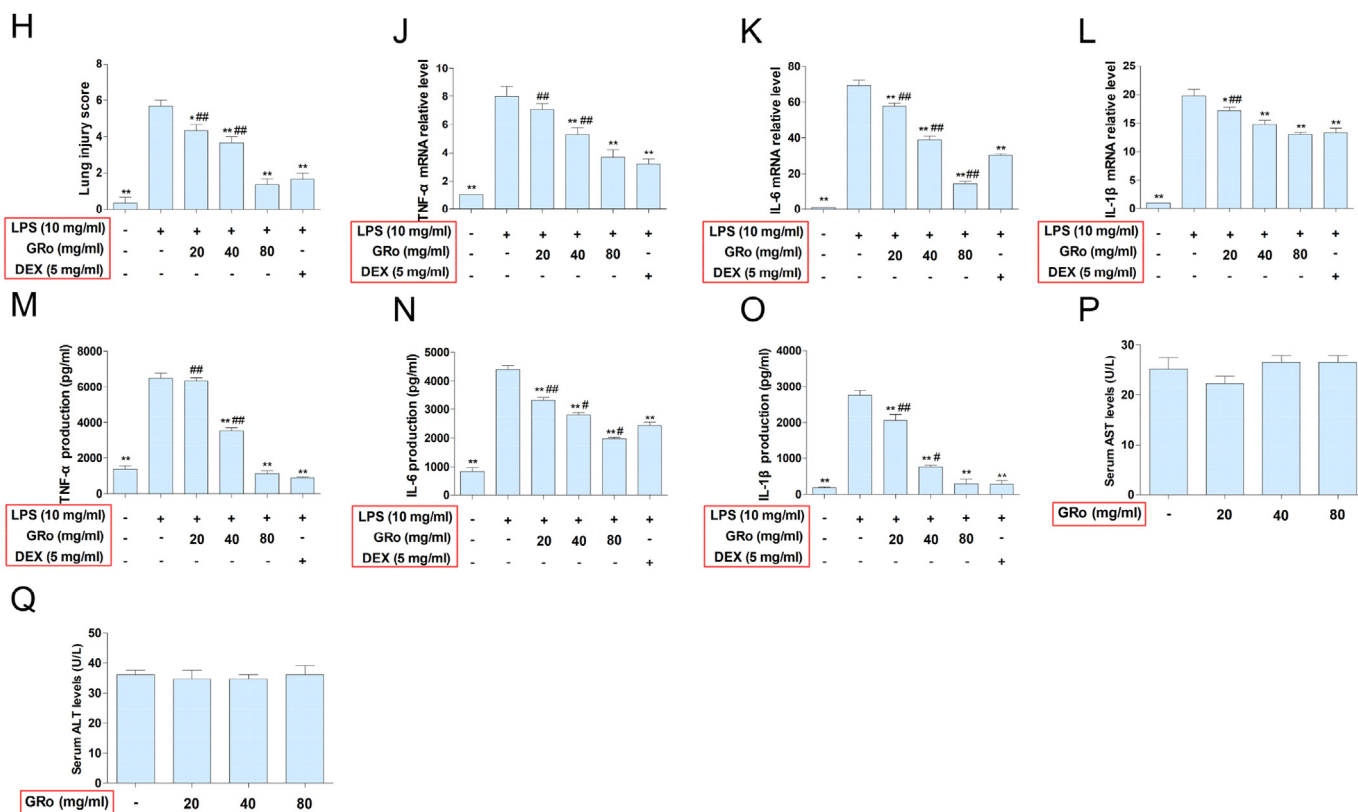 H
Lung injury score
6
4
2
0
**
* ##
** ##
**
**
LPS (10 mg/ml) - + + + + +
GRo (mg/ml) - - 20 40 80 -
DEX (5 mg/ml) - - - - - +
J
TNF-α mRNA relative level
10
8
6
4
2
0
**
##
** ##
**
**
LPS (10 mg/ml) - + + + + +
GRo (mg/ml) - - 20 40 80 -
DEX (5 mg/ml) - - - - - +
K
IL-6 mRNA relative level
80
60
40
20
0
**
** ##
** ##
**##
**
LPS (10 mg/ml) - + + + + +
GRo (mg/ml) - - 20 40 80 -
DEX (5 mg/ml) - - - - - +
L
IL-1β mRNA relative level
25
20
15
10
5
0
**
*##
**
**
**
LPS (10 mg/ml) - + + + + +
GRo (mg/ml) - - 20 40 80 -
DEX (5 mg/ml) - - - - - +
M
TNF-α production (pg/ml)
8000
6000
4000
2000
0
**
##
**##
**
**
LPS (10 mg/ml) - + + + + +
GRo (mg/ml) - - 20 40 80 -
DEX (5 mg/ml) - - - - - +
N
IL-6 production (pg/ml)
5000
4000
3000
2000
1000
0
**
** ##
** #
**#
**
LPS (10 mg/ml) - + + + + +
GRo (mg/ml) - - 20 40 80 -
DEX (5 mg/ml) - - - - - +
O
IL-1β production (pg/ml)
4000
3000
2000
1000
0
**
** ##
** #
**
**
LPS (10 mg/ml) - + + + + +
GRo (mg/ml) - - 20 40 80 -
DEX (5 mg/ml) - - - - - +
P
Serum AST levels (U/L)
30
20
10
0
GRo (mg/ml) - 20 40 80
Q
Serum ALT levels (U/L)
50
40
30
20
10
0
GRo (mg/ml) - 20 40 80